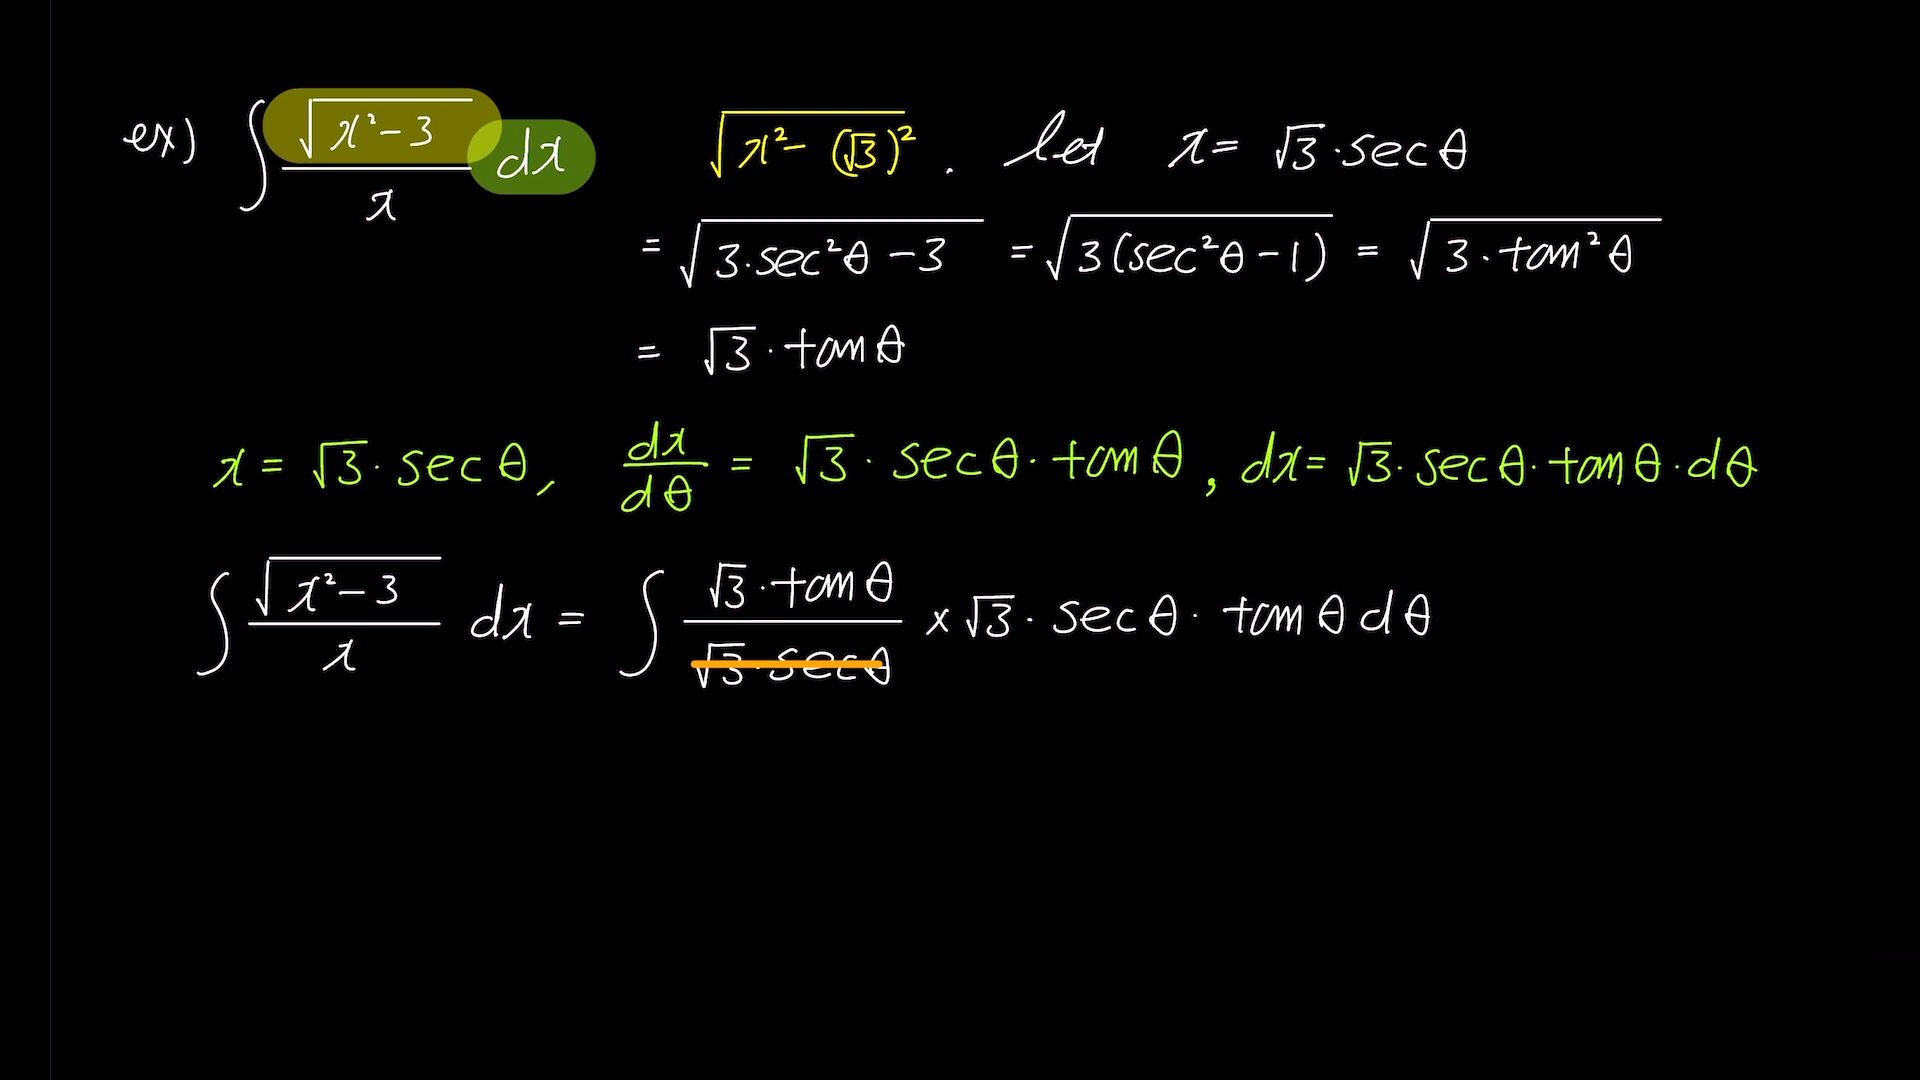 ex) ∫ √(x²-3) / x dx   √(x²-(√3)²) . let x = √3·secθ
= √(3·sec²θ-3) = √(3(sec²θ-1)) = √(3·tan²θ)
= √3·tanθ
x = √3·secθ, dx/dθ = √3·secθ·tanθ, dx = √3·secθ·tanθ·dθ
∫ √(x²-3) / x dx = ∫ √3·tanθ / √3·secθ × √3·secθ·tanθ dθ